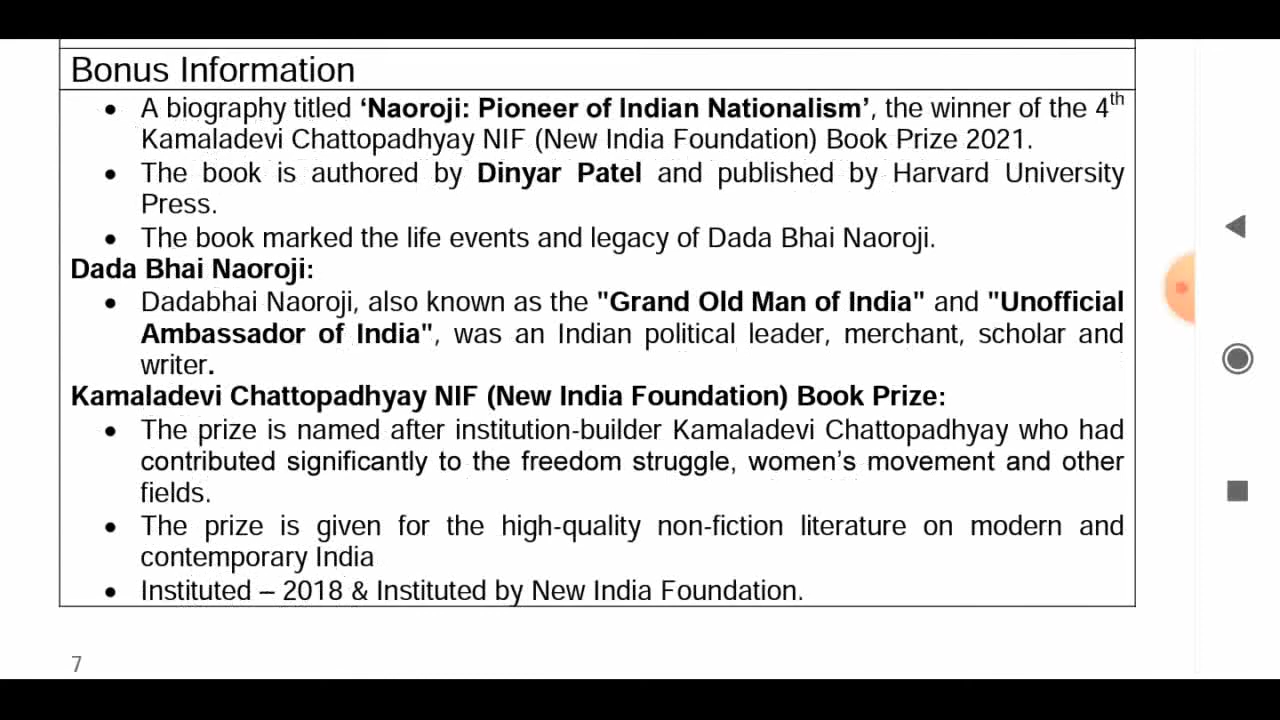 Bonus Information
• A biography titled ‘Naoroji: Pioneer of Indian Nationalism’, the winner of the 4th
Kamaladevi Chattopadhyay NIF (New India Foundation) Book Prize 2021.
• The book is authored by Dinyar Patel and published by Harvard University
Press.
• The book marked the life events and legacy of Dada Bhai Naoroji.
Dada Bhai Naoroji:
• Dadabhai Naoroji, also known as the "Grand Old Man of India" and "Unofficial
Ambassador of India", was an Indian political leader, merchant, scholar and
writer.
Kamaladevi Chattopadhyay NIF (New India Foundation) Book Prize:
• The prize is named after institution-builder Kamaladevi Chattopadhyay who had
contributed significantly to the freedom struggle, women’s movement and other
fields.
• The prize is given for the high-quality non-fiction literature on modern and
contemporary India
• Instituted – 2018 & Instituted by New India Foundation.
7